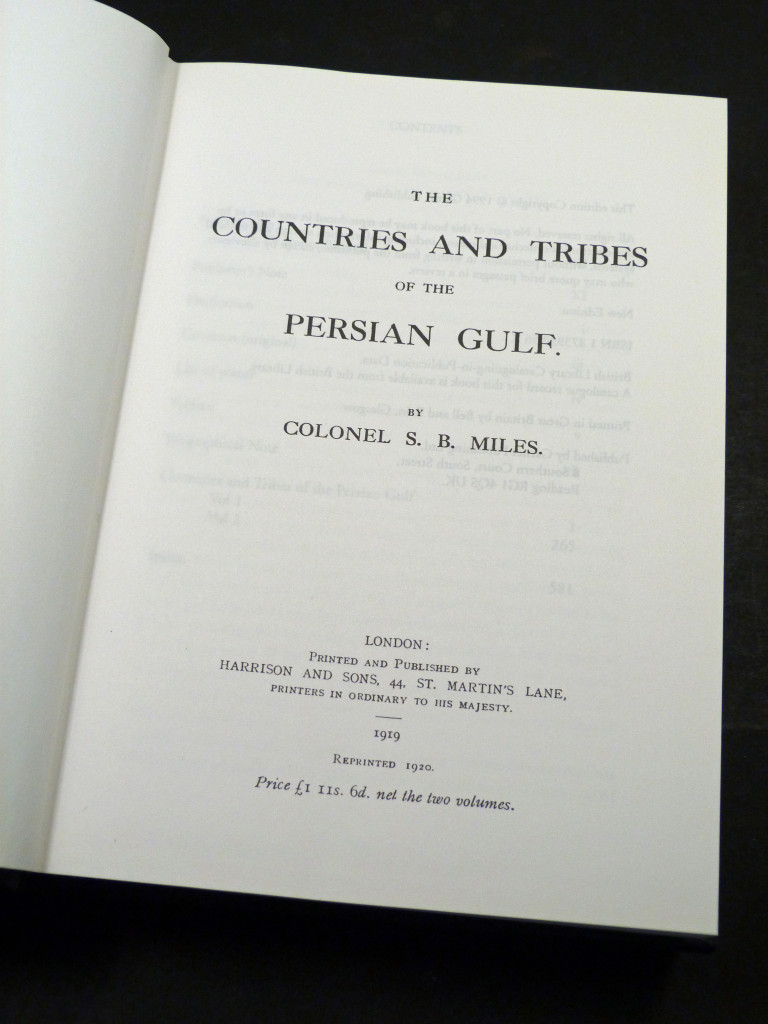 THE
COUNTRIES AND TRIBES
OF THE
PERSIAN GULF.
BY
COLONEL S. B. MILES.
LONDON:
PRINTED AND PUBLISHED BY
HARRISON AND SONS, 44, ST. MARTIN'S LANE,
PRINTERS IN ORDINARY TO HIS MAJESTY.
1919
REPRINTED 1920.
Price £1 11s. 6d. net the two volumes.